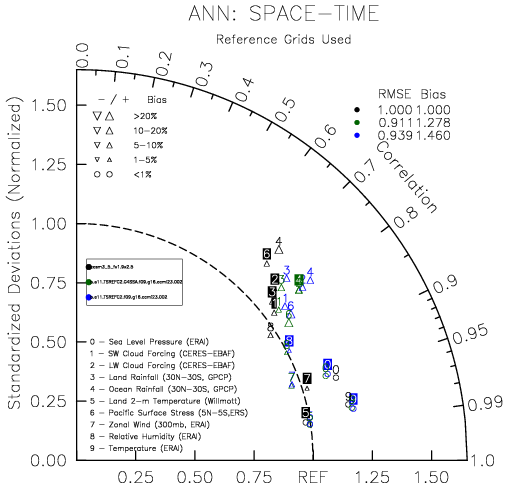 ANN: SPACE-TIME
Reference Grids Used
0.0 0.1 0.2 0.3 0.4 0.5 0.6 0.7 0.8 0.9 0.95 0.99 1.0
Correlation
RMSE Bias
1.000 1.000
0.911 1.278
0.939 1.460
- / + Bias
>20%
10-20%
5-10%
1-5%
<1%
Standardized Deviations (Normalized)
1.50
1.25
1.00
0.75
0.50
0.25
0.00
0 - Sea Level Pressure (ERAI)
1 - SW Cloud Forcing (CERES-EBAF)
2 - LW Cloud Forcing (CERES-EBAF)
3 - Land Rainfall (30N-30S, GPCP)
4 - Ocean Rainfall (30N-30S, GPCP)
5 - Land 2-m Temperature (Willmott)
6 - Pacific Surface Stress (5N-5S,ERS)
7 - Zonal Wind (300mb, ERAI)
8 - Relative Humidity (ERAI)
9 - Temperature (ERAI)
0.25 0.50 0.75 REF 1.25 1.50